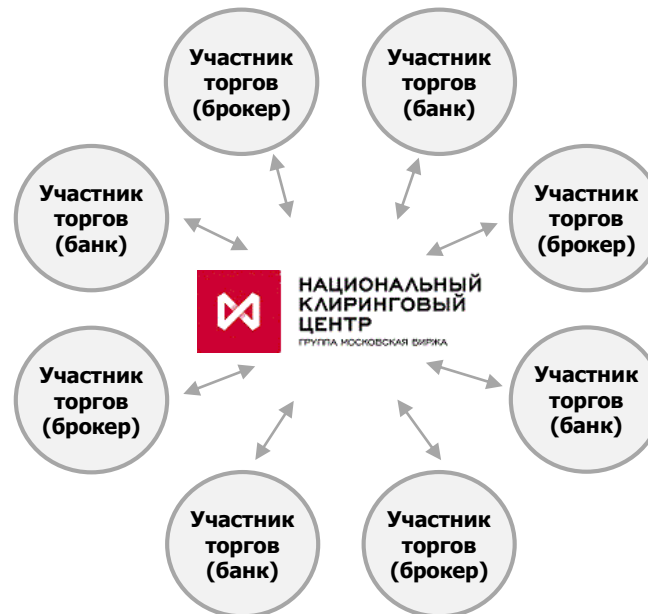 Участник
торгов
(брокер)
Участник
торгов
(банк)
Участник
торгов
(банк)
Участник
торгов
(брокер)
НАЦИОНАЛЬНЫЙ
КЛИРИНГОВЫЙ
ЦЕНТР
ГРУППА МОСКОВСКАЯ БИРЖА
Участник
торгов
(брокер)
Участник
торгов
(банк)
Участник
торгов
(банк)
Участник
торгов
(брокер)